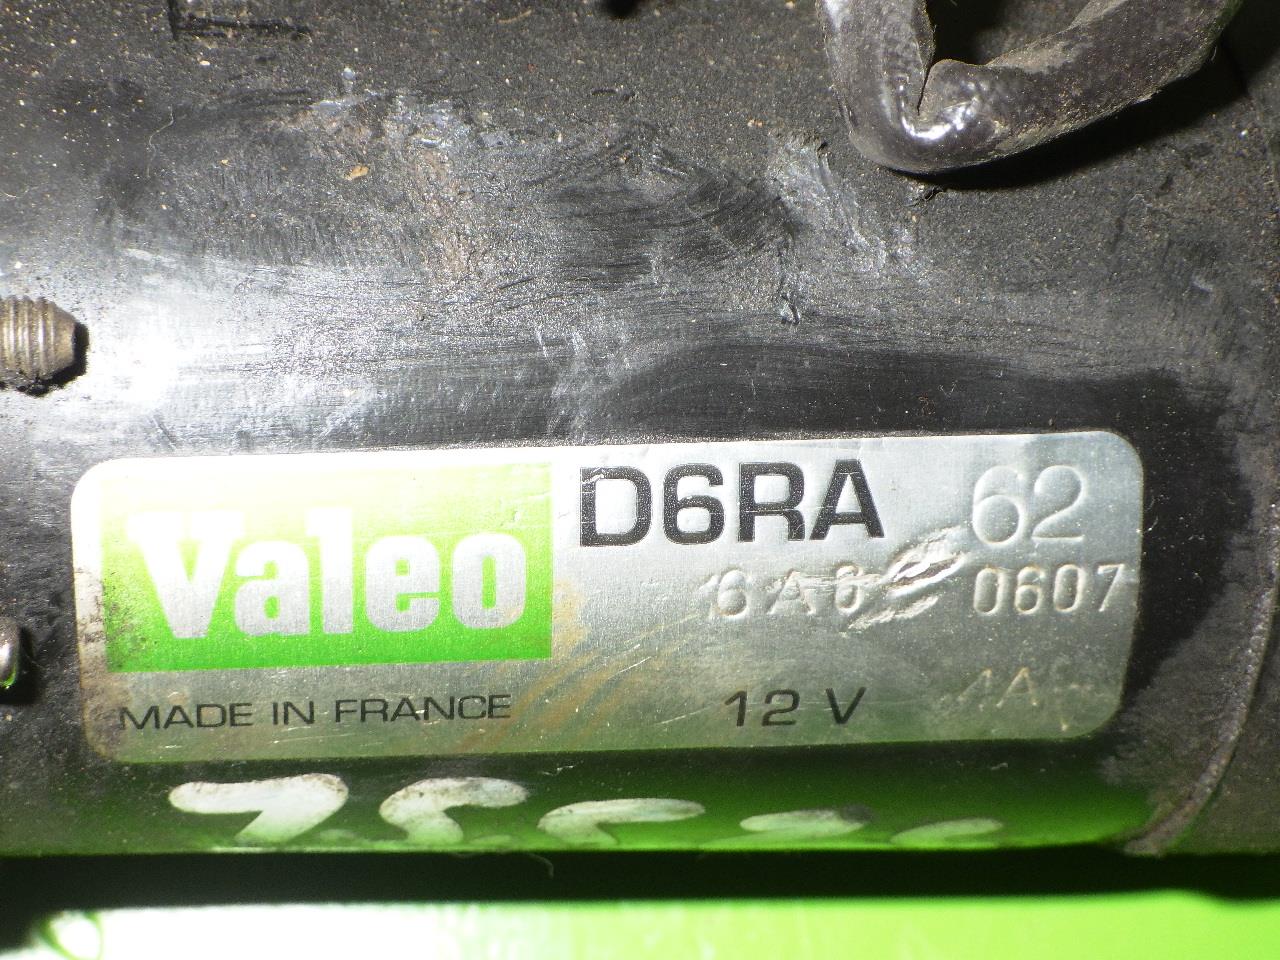 Valeo
D6RA 62
0607
MADE IN FRANCE
12 V